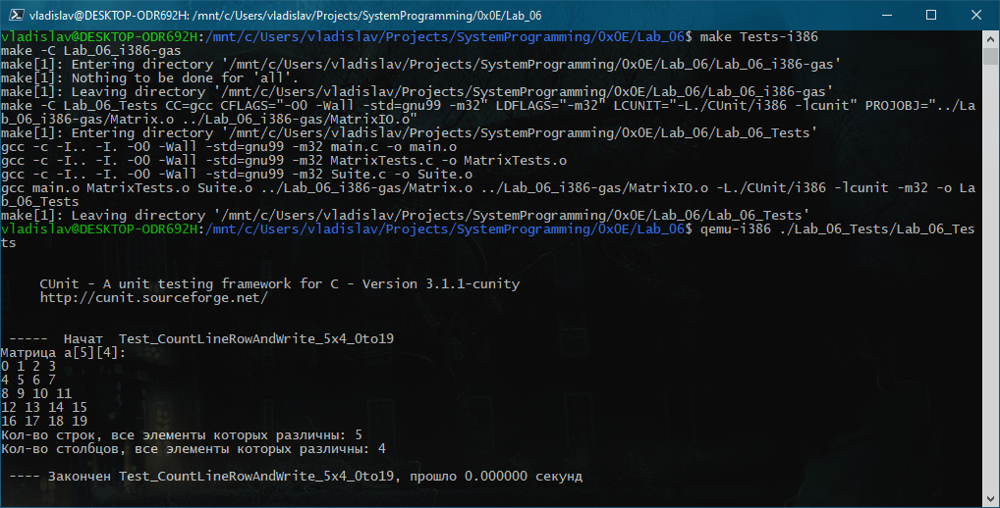 vladislav@DESKTOP-ODR692H: /mnt/c/Users/vladislav/Projects/SystemProgramming/0x0E/Lab_06
vladislav@DESKTOP-ODR692H:/mnt/c/Users/vladislav/Projects/SystemProgramming/0x0E/Lab_06$ make Tests-i386
make -C Lab_06_i386-gas
make[1]: Entering directory '/mnt/c/Users/vladislav/Projects/SystemProgramming/0x0E/Lab_06/Lab_06_i386-gas'
make[1]: Nothing to be done for 'all'.
make[1]: Leaving directory '/mnt/c/Users/vladislav/Projects/SystemProgramming/0x0E/Lab_06/Lab_06_i386-gas'
make -C Lab_06_Tests CC=gcc CFLAGS="-O0 -Wall -std=gnu99 -m32" LDFLAGS="-m32" LCUNIT="-L./CUnit/i386 -lcunit" PROJOBJ="../La
b_06_i386-gas/Matrix.o ../Lab_06_i386-gas/MatrixIO.o"
make[1]: Entering directory '/mnt/c/Users/vladislav/Projects/SystemProgramming/0x0E/Lab_06/Lab_06_Tests'
gcc -c -I.. -I. -O0 -Wall -std=gnu99 -m32 main.c -o main.o
gcc -c -I.. -I. -O0 -Wall -std=gnu99 -m32 MatrixTests.c -o MatrixTests.o
gcc -c -I.. -I. -O0 -Wall -std=gnu99 -m32 Suite.c -o Suite.o
gcc main.o MatrixTests.o Suite.o ../Lab_06_i386-gas/Matrix.o ../Lab_06_i386-gas/MatrixIO.o -L./CUnit/i386 -lcunit -m32 -o La
b_06_Tests
make[1]: Leaving directory '/mnt/c/Users/vladislav/Projects/SystemProgramming/0x0E/Lab_06/Lab_06_Tests'
vladislav@DESKTOP-ODR692H:/mnt/c/Users/vladislav/Projects/SystemProgramming/0x0E/Lab_06$ qemu-i386 ./Lab_06_Tests/Lab_06_Tes
ts
CUnit - A unit testing framework for C - Version 3.1.1-cunity
http://cunit.sourceforge.net/
----- Начат Test_CountLineRowAndWrite_5x4_0to19
Матрица a[5][4]:
0 1 2 3
4 5 6 7
8 9 10 11
12 13 14 15
16 17 18 19
Кол-во строк, все элементы которых различны: 5
Кол-во столбцов, все элементы которых различны: 4
---- Закончен Test_CountLineRowAndWrite_5x4_0to19, прошло 0.000000 секунд